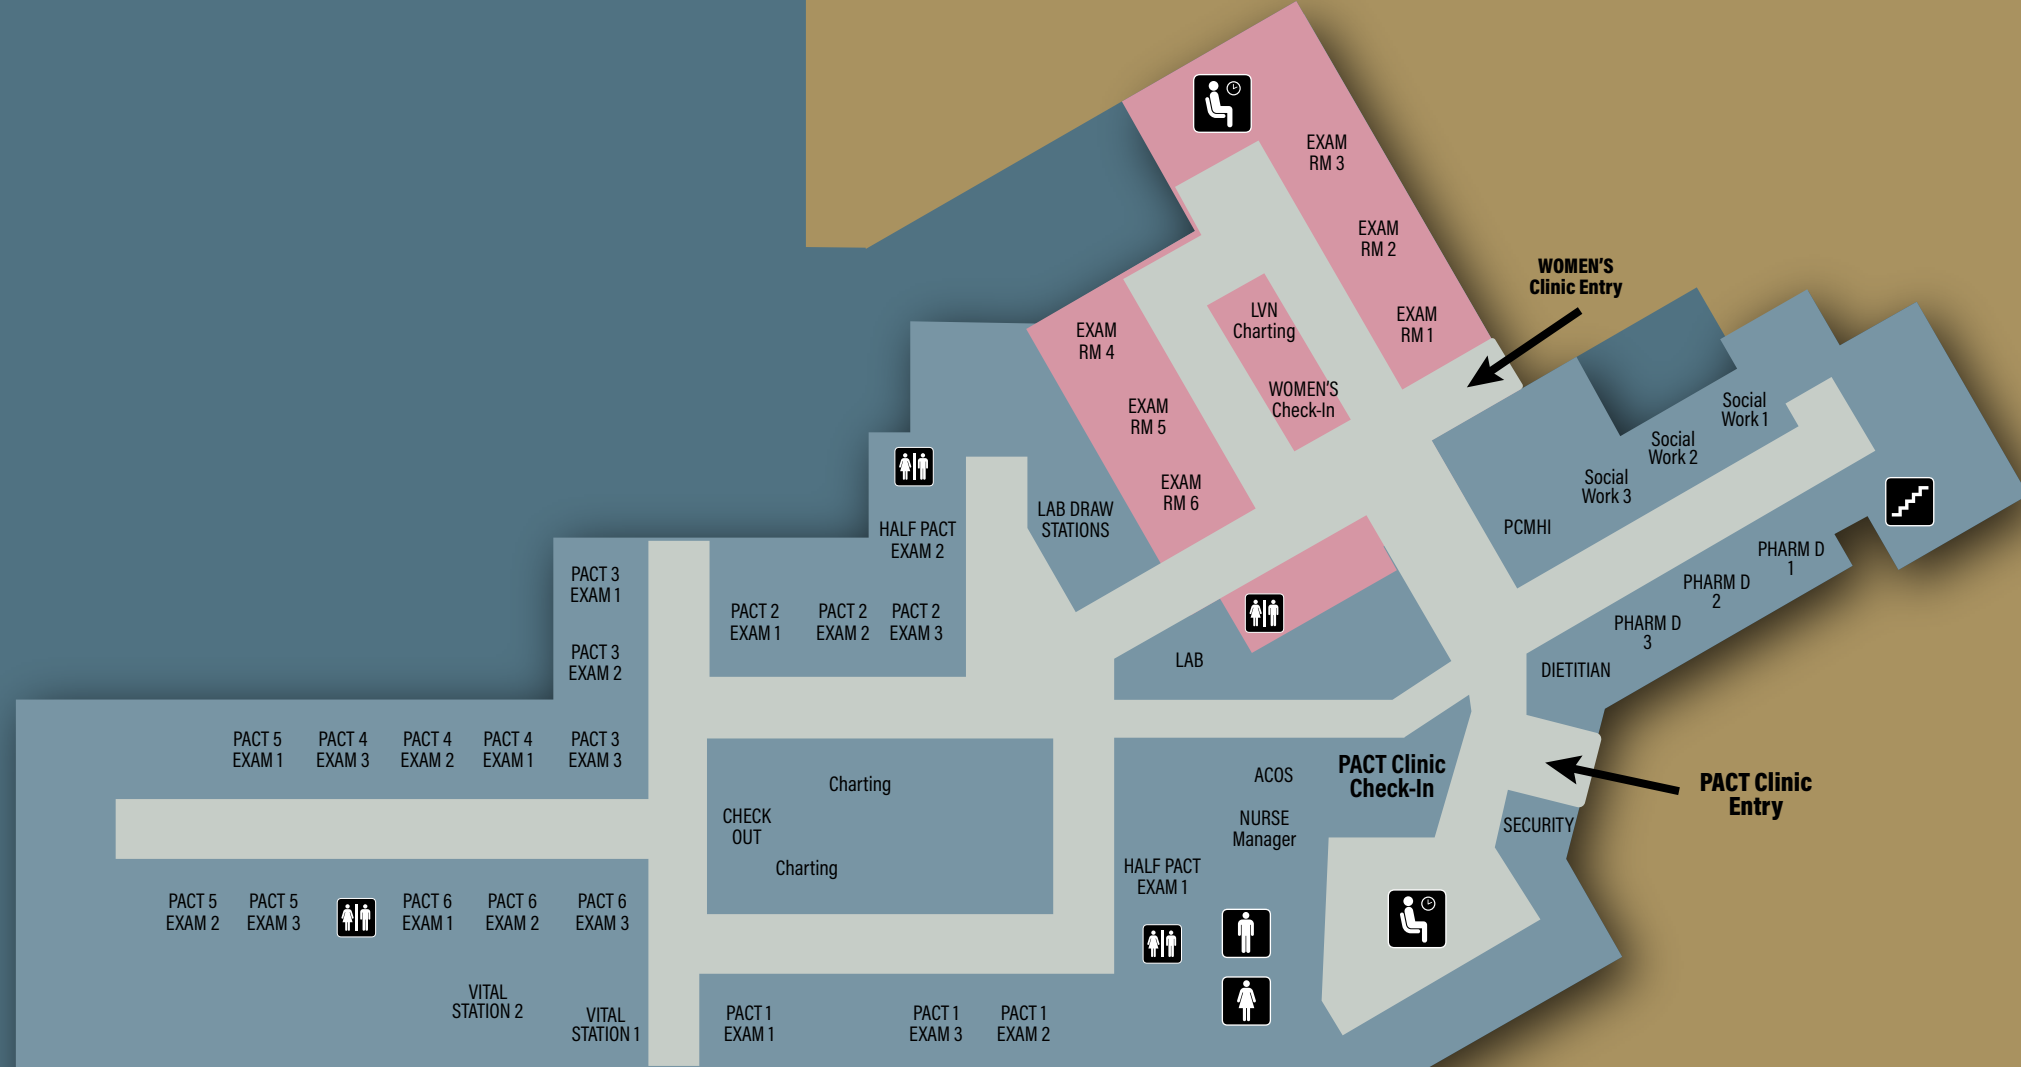 EXAM
RM 3
EXAM
RM 2
WOMEN'S
Clinic Entry
EXAM
RM 1
LVN
Charting
EXAM
RM 4
WOMEN'S
Check-In
EXAM
RM 5
EXAM
RM 6
Social
Work 1
Social
Work 2
Social
Work 3
PCMHI
LAB DRAW
STATIONS
HALF PACT
EXAM 2
PHARM D
1
PHARM D
2
PHARM D
3
DIETITIAN
LAB
PACT 3
EXAM 1
PACT 2
EXAM 1
PACT 2
EXAM 2
PACT 2
EXAM 3
PACT 3
EXAM 2
PACT 5
EXAM 1
PACT 4
EXAM 3
PACT 4
EXAM 2
PACT 4
EXAM 1
PACT 3
EXAM 3
Charting
CHECK
OUT
Charting
ACOS
PACT Clinic
Check-In
PACT Clinic
Entry
NURSE
Manager
SECURITY
HALF PACT
EXAM 1
PACT 5
EXAM 2
PACT 5
EXAM 3
PACT 6
EXAM 1
PACT 6
EXAM 2
PACT 6
EXAM 3
VITAL
STATION 2
VITAL
STATION 1
PACT 1
EXAM 1
PACT 1
EXAM 3
PACT 1
EXAM 2